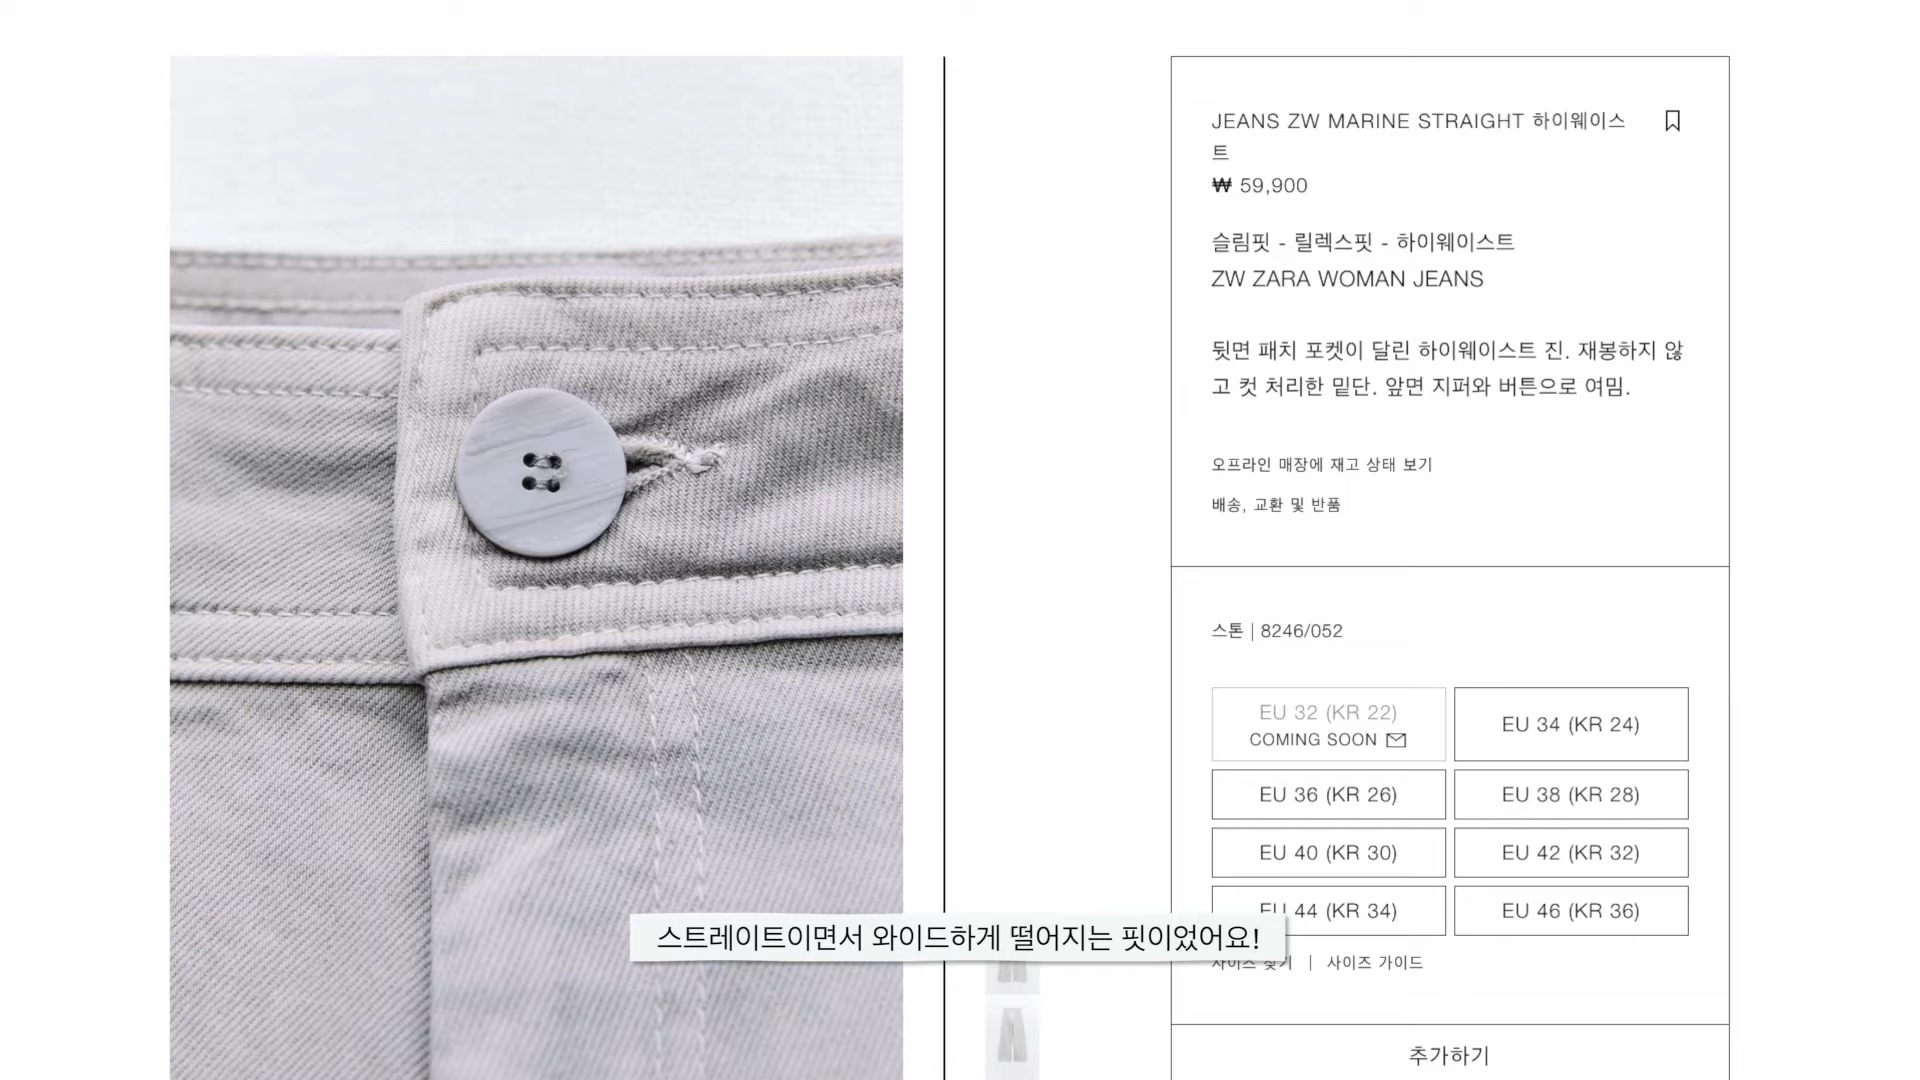 JEANS ZW MARINE STRAIGHT 하이웨이스
트
₩ 59,900
슬림핏 - 릴렉스핏 - 하이웨이스트
ZW ZARA WOMAN JEANS
뒷면 패치 포켓이 달린 하이웨이스트 진. 재봉하지 않
고 컷 처리한 밑단. 앞면 지퍼와 버튼으로 여밈.
오프라인 매장에 재고 상태 보기
배송, 교환 및 반품
스톤 | 8246/052
EU 32 (KR 22)
COMING SOON
EU 34 (KR 24)
EU 36 (KR 26)
EU 38 (KR 28)
EU 40 (KR 30)
EU 42 (KR 32)
EU 44 (KR 34)
EU 46 (KR 36)
스트레이트이면서 와이드하게 떨어지는 핏이었어요!
사이즈 찾기 | 사이즈 가이드
추가하기